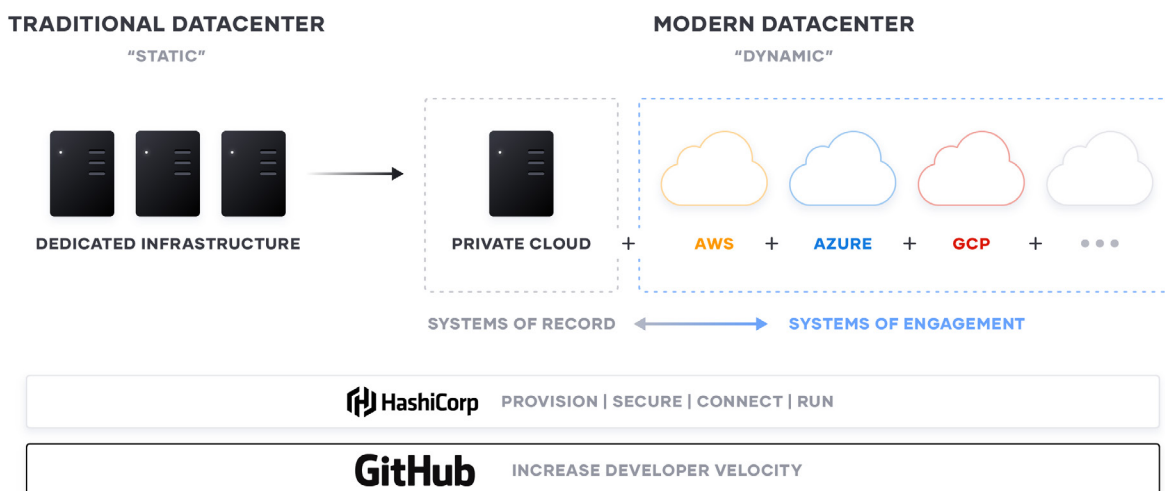 TRADITIONAL DATACENTER
“STATIC”
MODERN DATACENTER
“DYNAMIC”
DEDICATED INFRASTRUCTURE
PRIVATE CLOUD + AWS + AZURE + GCP + •••
SYSTEMS OF RECORD
SYSTEMS OF ENGAGEMENT
HashiCorp PROVISION | SECURE | CONNECT | RUN
GitHub INCREASE DEVELOPER VELOCITY